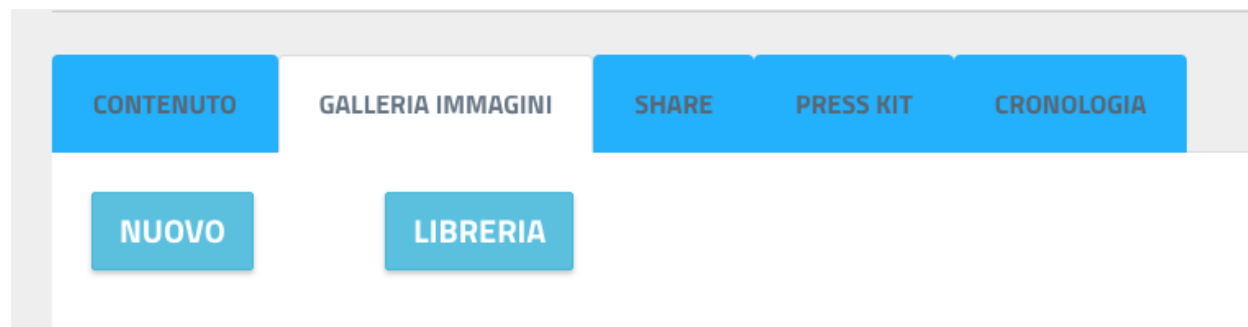 CONTENUTO GALLERIA IMMAGINI SHARE PRESS KIT CRONOLOGIA
NUOVO LIBRERIA